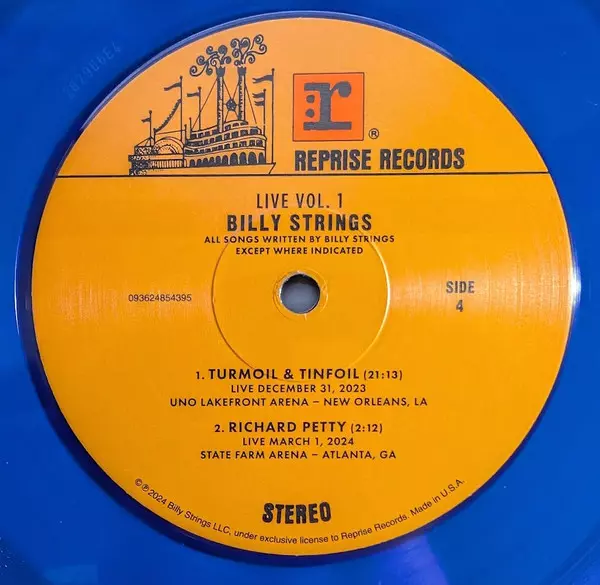 r
®
REPRISE RECORDS
LIVE VOL. 1
BILLY STRINGS
ALL SONGS WRITTEN BY BILLY STRINGS
EXCEPT WHERE INDICATED
093624854395
SIDE
4
1. TURMOIL & TINFOIL (21:13)
LIVE DECEMBER 31, 2023
UNO LAKEFRONT ARENA – NEW ORLEANS, LA
2. RICHARD PETTY (2:12)
LIVE MARCH 1, 2024
STATE FARM ARENA – ATLANTA, GA
STEREO
©℗2024 Billy Strings LLC, under exclusive license to Reprise Records. Made in U.S.A.